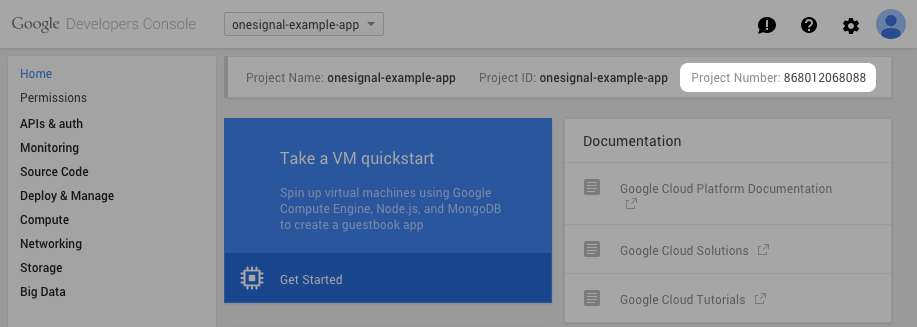 Google Developers Console
onesignal-example-app
Home
Permissions
APIs & auth
Monitoring
Source Code
Deploy & Manage
Compute
Networking
Storage
Big Data
Project Name: onesignal-example-app Project ID: onesignal-example-app Project Number: 868012068088
Take a VM quickstart
Spin up virtual machines using Google
Compute Engine, Node.js, and MongoDB
to create a guestbook app
Get Started
Documentation
Google Cloud Platform Documentation
Google Cloud Solutions
Google Cloud Tutorials